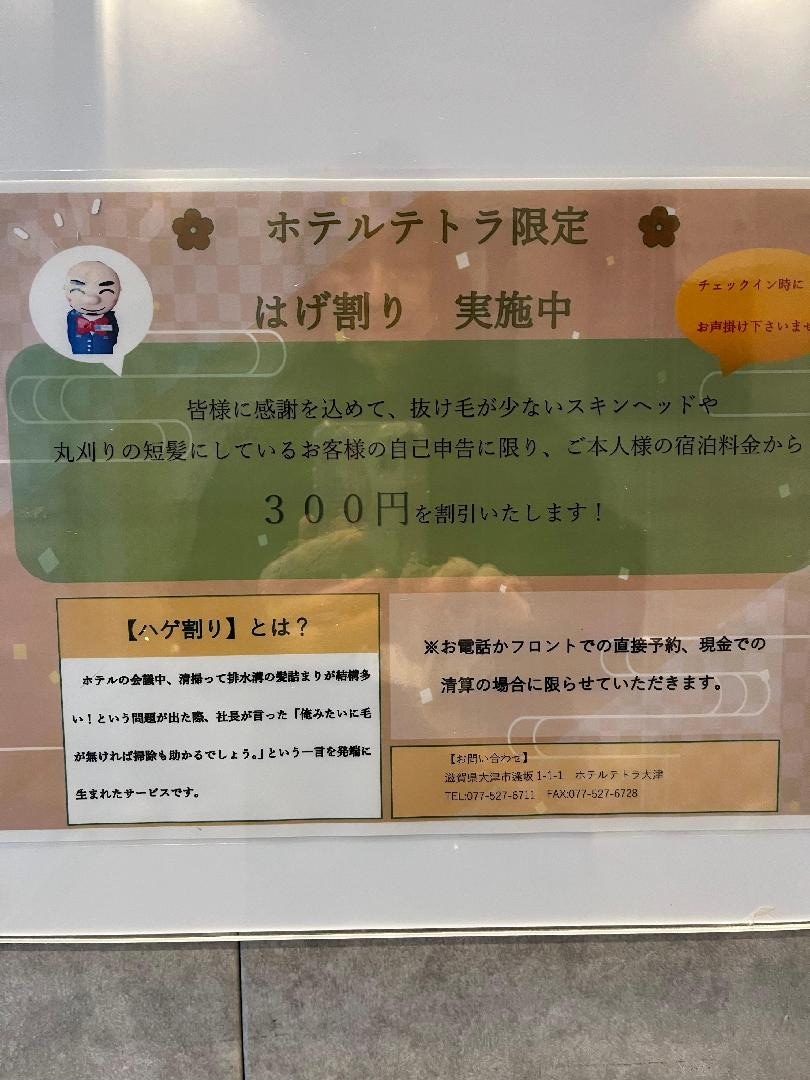 ホテルテトラ限定
はげ割り　実施中
チェックイン時に
お声掛け下さいませ
皆様に感謝を込めて、抜け毛が少ないスキンヘッドや
丸刈りの短髪にしているお客様の自己申告に限り、ご本人様の宿泊料金から
３００円を割引いたします！
【ハゲ割り】とは？
ホテルの会議中、清掃って排水溝の髪詰まりが結構多
い！という問題が出た際、社長が言った「俺みたいに毛
が無ければ掃除も助かるでしょう。」という一言を発端に
生まれたサービスです。
※お電話かフロントでの直接予約、現金での
清算の場合に限らせていただきます。
【お問い合わせ】
滋賀県大津市逢坂 1-1-1　ホテルテトラ大津
TEL:077-527-6711　FAX:077-527-6728